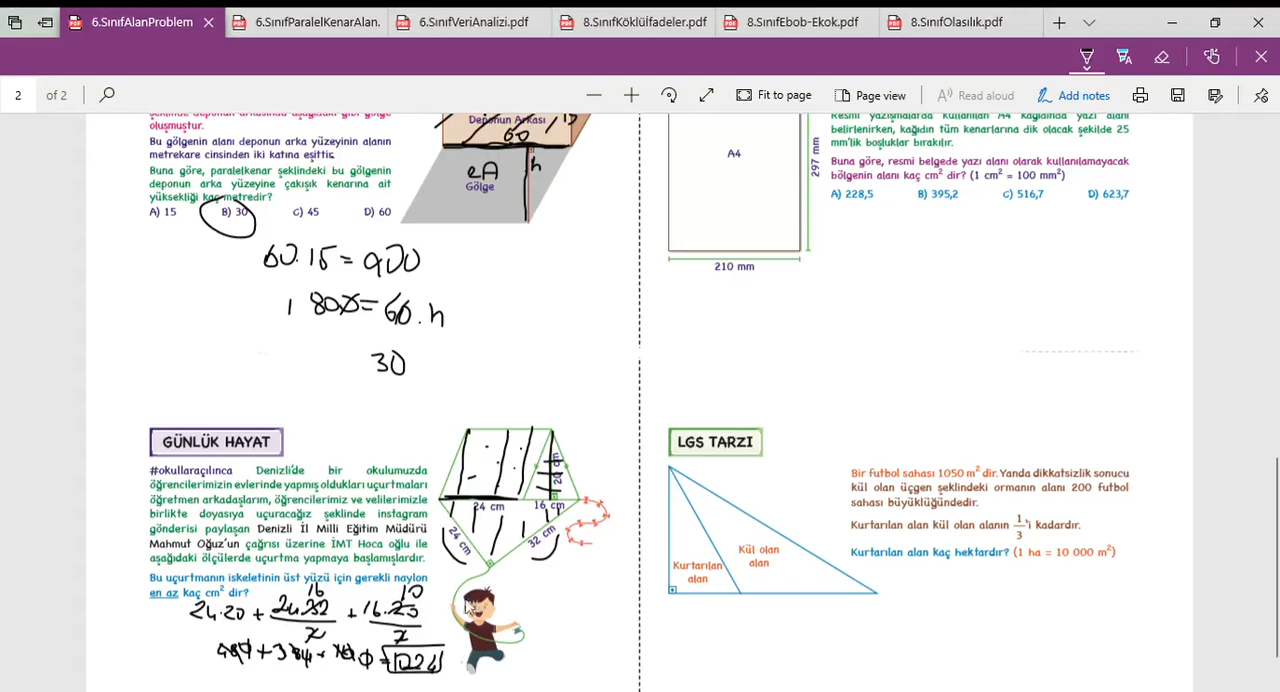 6.SınıfAlanProblem
6.SınıfParalelKenarAlan.
6.SınıfVeriAnalizi.pdf
8.SınıfKöklüİfadeler.pdf
8.SınıfEbob-Ekok.pdf
8.SınıfOlasılık.pdf
2 of 2
Fit to page
Page view
Read aloud
Add notes
oluşmuştur.
Bu gölgenin alanı deponun arka yüzeyinin alanının
metrekare cinsinden iki katına eşittir.
Buna göre, paralelkenar şeklindeki bu gölgenin
deponun arka yüzeyine çakışık kenarına ait
yüksekliği kaç metredir?
A) 15 B) 30 C) 45 D) 60
Deponun Arkası
60
15
h
2A
Gölge
60.15=900
1800=60.h
30
A4
297 mm
210 mm
Resmi yazışmalarda kullanılan A4 kağıdında yazı alanı
belirlenirken, kağıdın tüm kenarlarına dik olacak şekilde 25
mm'lik boşluklar bırakılır.
Buna göre, resmi belgede yazı alanı olarak kullanılamayacak
bölgenin alanı kaç cm² dir? (1 cm² = 100 mm²)
A) 228,5 B) 395,2 C) 516,7 D) 623,7
GÜNLÜK HAYAT
#okullaraçılınca Denizli'de bir okulumuzda
öğrencilerimizin evlerinde yapmış oldukları uçurtmaları
öğretmen arkadaşlarım, öğrencilerimiz ve velilerimizle
birlikte doyasıya uçuracağız şeklinde instagram
gönderisi paylaşan Denizli İl Milli Eğitim Müdürü
Mahmut Oğuz'un çağrısı üzerine İMT Hoca oğlu ile
aşağıdaki ölçülerde uçurtma yapmaya başlamışlardır.
Bu uçurtmanın iskeletinin üst yüzü için gerekli naylon
en az kaç cm² dir?
20 cm
24 cm
16 cm
24 cm
32 cm
16 10
24.20 + 24.32 + 16.20
2 2
480+384+160=1024
LGS TARZI
Bir futbol sahası 1050 m² dir. Yanda dikkatsizlik sonucu
kül olan üçgen şeklindeki ormanın alanı 200 futbol
sahası büyüklüğündedir.
Kurtarılan alan kül olan alanın 1/3'i kadardır.
Kurtarılan alan kaç hektardır? (1 ha = 10 000 m²)
Kül olan
alan
Kurtarılan
alan